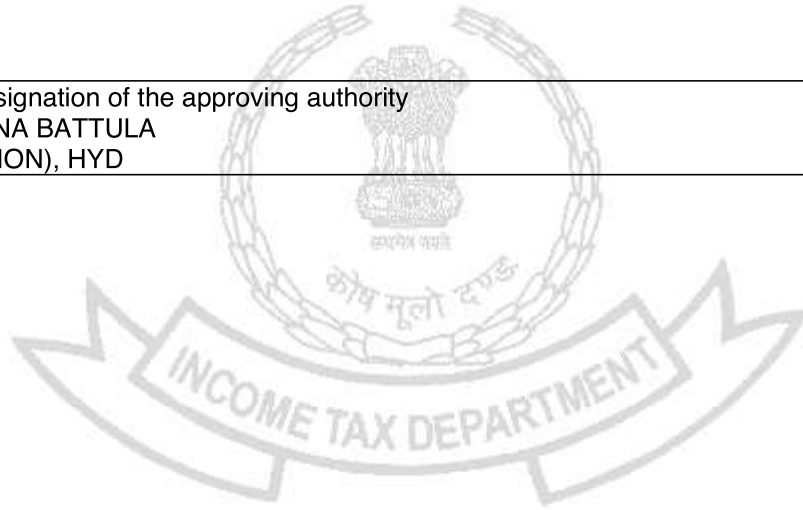 signation of the approving authority
NA BATTULA
ION), HYD
सत्यमेव जयते
कोष मूलो दण्डः
INCOME TAX DEPARTMENT